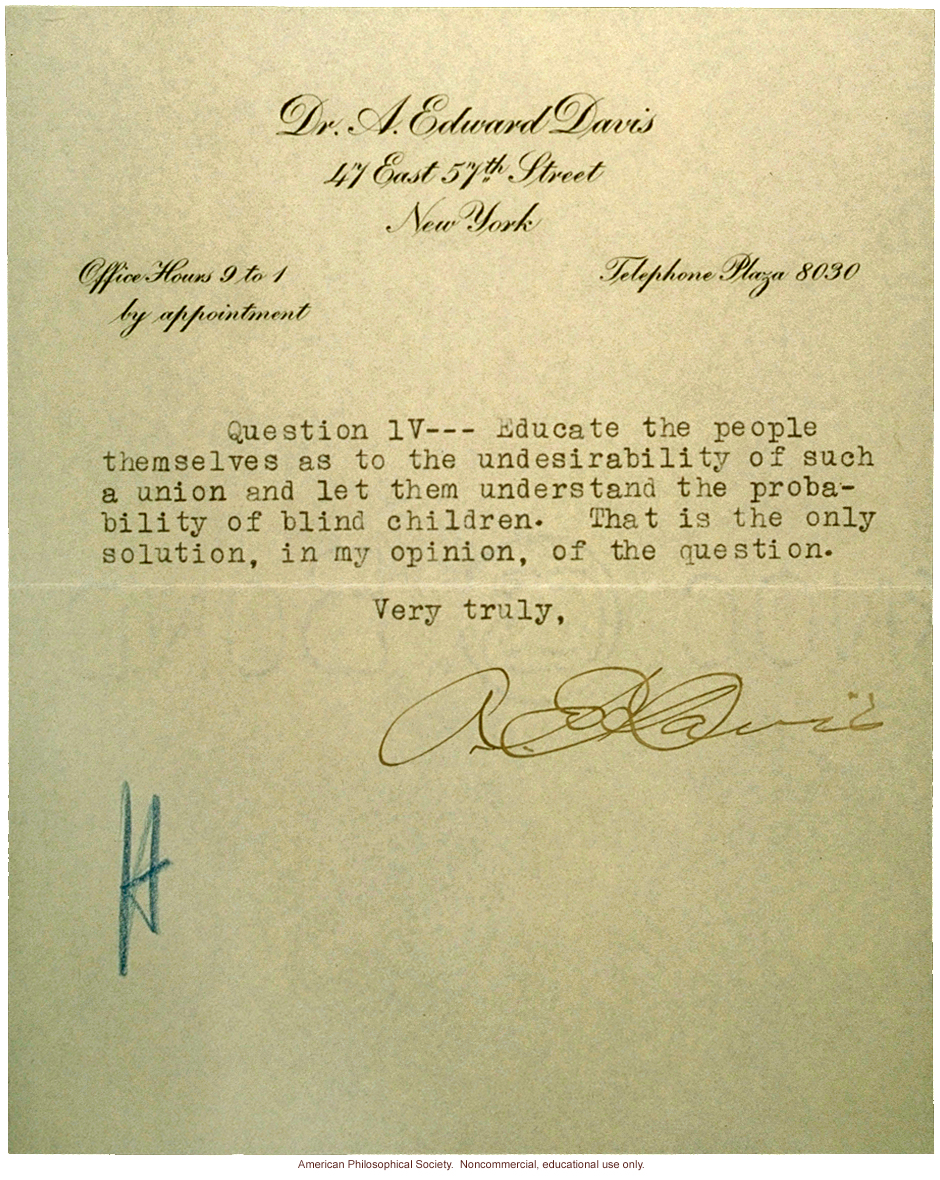 Dr. A. Edward Davis
47 East 57th Street
New York
Office Hours 9 to 1
by appointment
Telephone Plaza 8030
Question 1V--- Educate the people
themselves as to the undesirability of such
a union and let them understand the proba-
bility of blind children. That is the only
solution, in my opinion, of the question.
Very truly,
A. Ed Davis
H
American Philosophical Society. Noncommercial, educational use only.